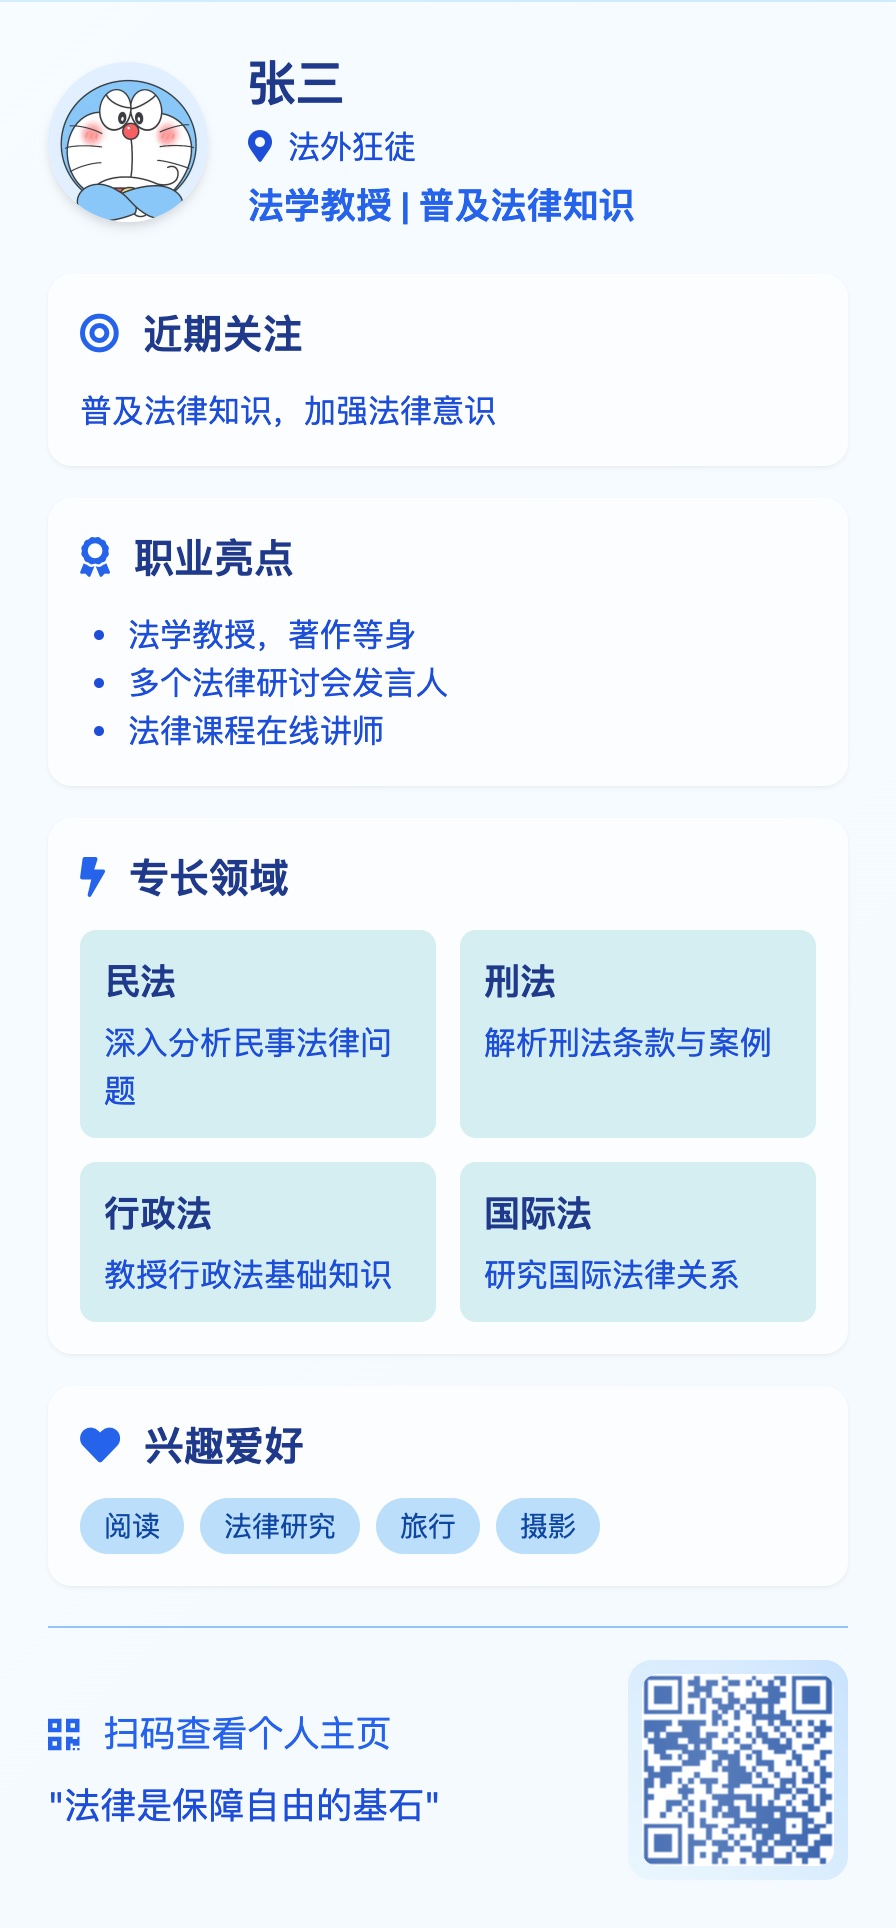 张三
法外狂徒
法学教授 | 普及法律知识
近期关注
普及法律知识，加强法律意识
职业亮点
法学教授，著作等身
多个法律研讨会发言人
法律课程在线讲师
专长领域
民法
深入分析民事法律问
题
刑法
解析刑法条款与案例
行政法
教授行政法基础知识
国际法
研究国际法律关系
兴趣爱好
阅读
法律研究
旅行
摄影
扫码查看个人主页
"法律是保障自由的基石"